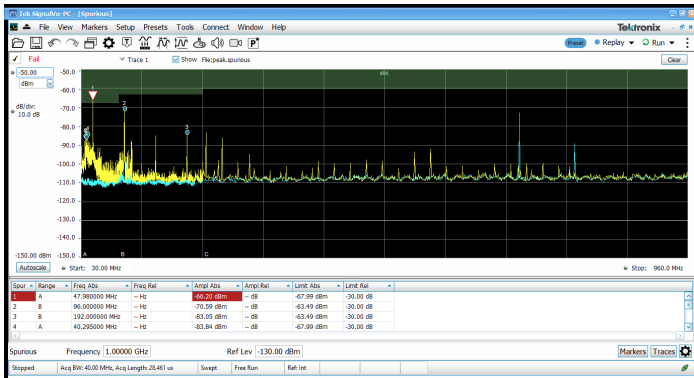 Tek SignalVu-PC - [Spurious]
File View Markers Setup Presets Tools Connect Window Help
Tektronix
Preset Replay Run
Fail Trace 1 Show File:peak.spurious Clear
-50.00
dBm
dB/div:
10.0 dB
-150.00 dBm
-50.0
-60.0
-70.0
-80.0
-90.0
-100.0
-110.0
-120.0
-130.0
-140.0
-150.0
abs
1
2
3
A B C
Autoscale Start: 30.00 MHz Stop: 960.0 MHz
Spur Range Freq Abs Freq Rel Ampl Abs Ampl Rel Limit Abs Limit Rel
1 A 47.980000 MHz -- Hz -66.20 dBm -- dB -67.99 dBm -30.00 dB
2 B 96.000000 MHz -- Hz -70.59 dBm -- dB -63.49 dBm -30.00 dB
3 B 192.000000 MHz -- Hz -83.05 dBm -- dB -63.49 dBm -30.00 dB
4 A 40.295000 MHz -- Hz -83.84 dBm -- dB -67.99 dBm -30.00 dB
Spurious Frequency 1.00000 GHz Ref Lev -130.00 dBm Markers Traces
Stopped Acq BW: 40.00 MHz, Acq Length: 28.461 us Swept Free Run Ref: Int